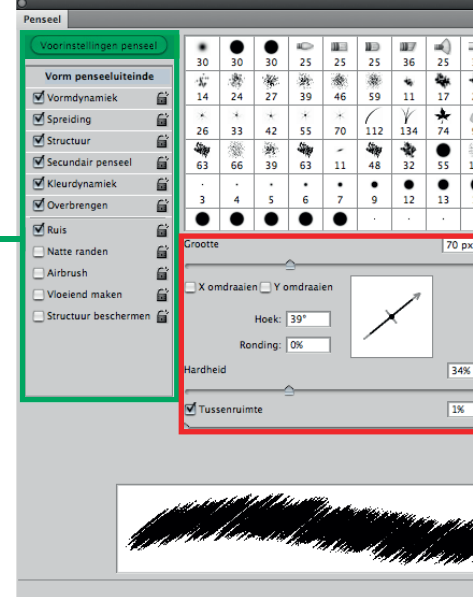 Penseel
Voorinstellingen penseel
Vorm penseeluiteinde
Vormdynamiek
Spreiding
Structuur
Secundair penseel
Kleurdynamiek
Overbrengen
Ruis
Natte randen
Airbrush
Vloeiend maken
Structuur beschermen
30 30 30 25 25 25 36 25
14 24 27 39 46 59 11 17
26 33 42 55 70 112 134 74
63 66 39 63 11 48 32 55
3 4 5 6 7 9 12 13
Grootte 70 px
X omdraaien Y omdraaien
Hoek: 39°
Ronding: 0%
Hardheid 34%
Tussenruimte 1%